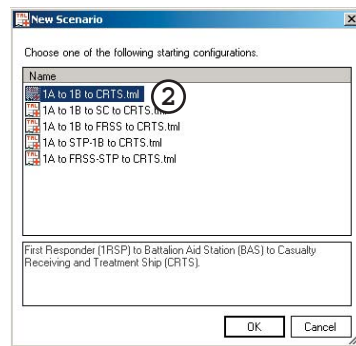 New Scenario
Choose one of the following starting configurations.
Name
1A to 1B to CRTS.tml
2
1A to 1B to SC to CRTS.tml
1A to 1B to FRSS to CRTS.tml
1A to STP-1B to CRTS.tml
1A to FRSS-STP to CRTS.tml
First Responder (1RSP) to Battalion Aid Station (BAS) to Casualty
Receiving and Treatment Ship (CRTS).
OK Cancel